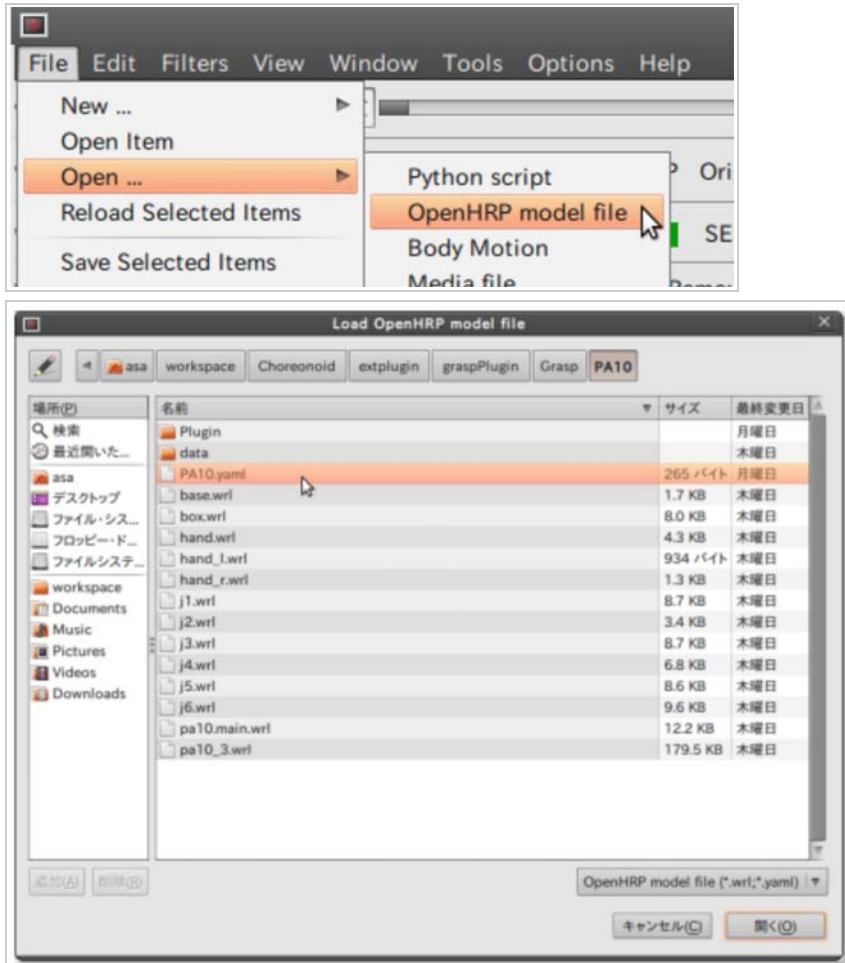 File Edit Filters View Window Tools Options Help
New ...
Open Item
Open ...
Reload Selected Items
Save Selected Items
Python script
OpenHRP model file
Body Motion
Media file
Ori
SE
Load OpenHRP model file
asa workspace Choreonoid extplugin graspPlugin Grasp PA10
場所(P)
検索
最近開いた...
asa
デスクトップ
ファイル・シス...
フロッピー・ド...
ファイルシステ...
workspace
Documents
Music
Pictures
Videos
Downloads
名前 サイズ 最終変更日
Plugin 月曜日
data 木曜日
PA10.yaml 265 バイト 月曜日
base.wrl 1.7 KB 木曜日
box.wrl 8.0 KB 木曜日
hand.wrl 4.3 KB 木曜日
hand_l.wrl 934 バイト 木曜日
hand_r.wrl 1.3 KB 木曜日
j1.wrl 8.7 KB 木曜日
j2.wrl 3.4 KB 木曜日
j3.wrl 8.7 KB 木曜日
j4.wrl 6.8 KB 木曜日
j5.wrl 8.6 KB 木曜日
j6.wrl 9.6 KB 木曜日
pa10.main.wrl 12.2 KB 木曜日
pa10_3.wrl 179.5 KB 木曜日
追加(A) 削除(R)
OpenHRP model file (*.wrl;*.yaml)
キャンセル(C) 開く(O)